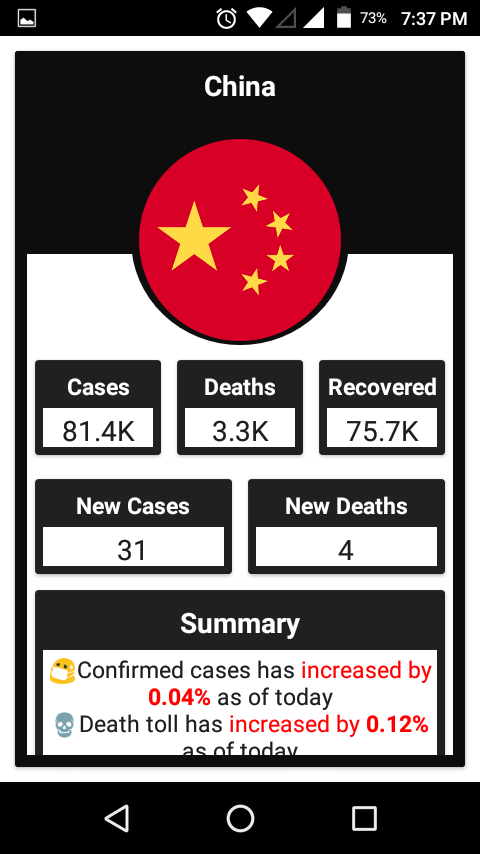 73% 7:37 PM
China
Cases Deaths Recovered
81.4K 3.3K 75.7K
New Cases New Deaths
31 4
Summary
😷Confirmed cases has increased by
0.04% as of today
💀Death toll has increased by 0.12%
as of today